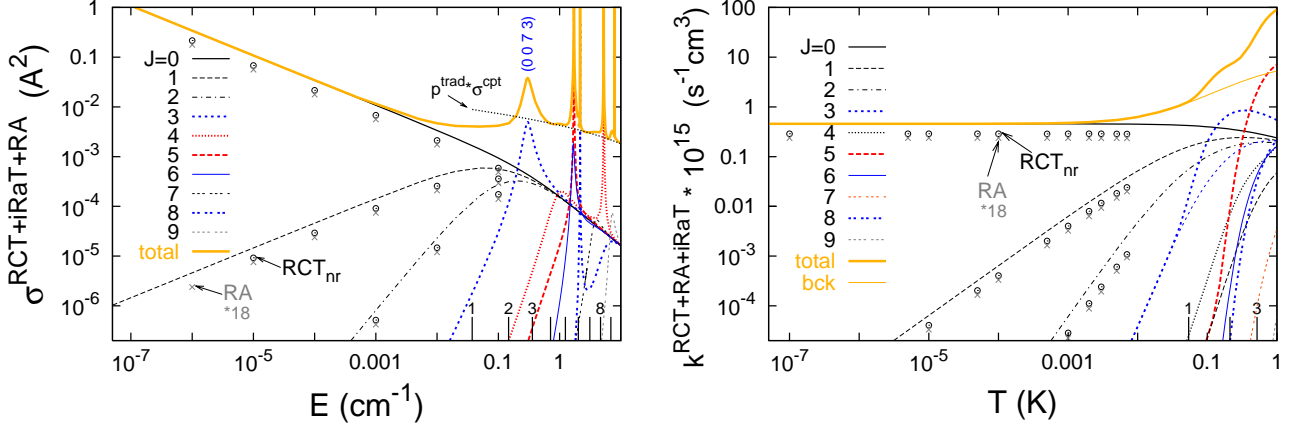 σ^RCT+iRaT+RA (A^2)
1
0.1
10^-2
10^-3
10^-4
10^-5
10^-6
J=0
1
2
3
4
5
6
7
8
9
total
(0 0 7 3)
p^trad*σ^cpt
RCT_nr
RA
*18
1 2 3 8
10^-7 10^-5 0.001 0.1 1 10
E (cm^-1)
k^RCT+RA+iRaT * 10^15 (s^-1cm^3)
100
10
1
0.1
0.01
0.001
10^-4
J=0
1
2
3
4
5
6
7
8
9
total
bck
RCT_nr
RA
*18
1 3
10^-7 10^-5 0.001 0.1 1
T (K)